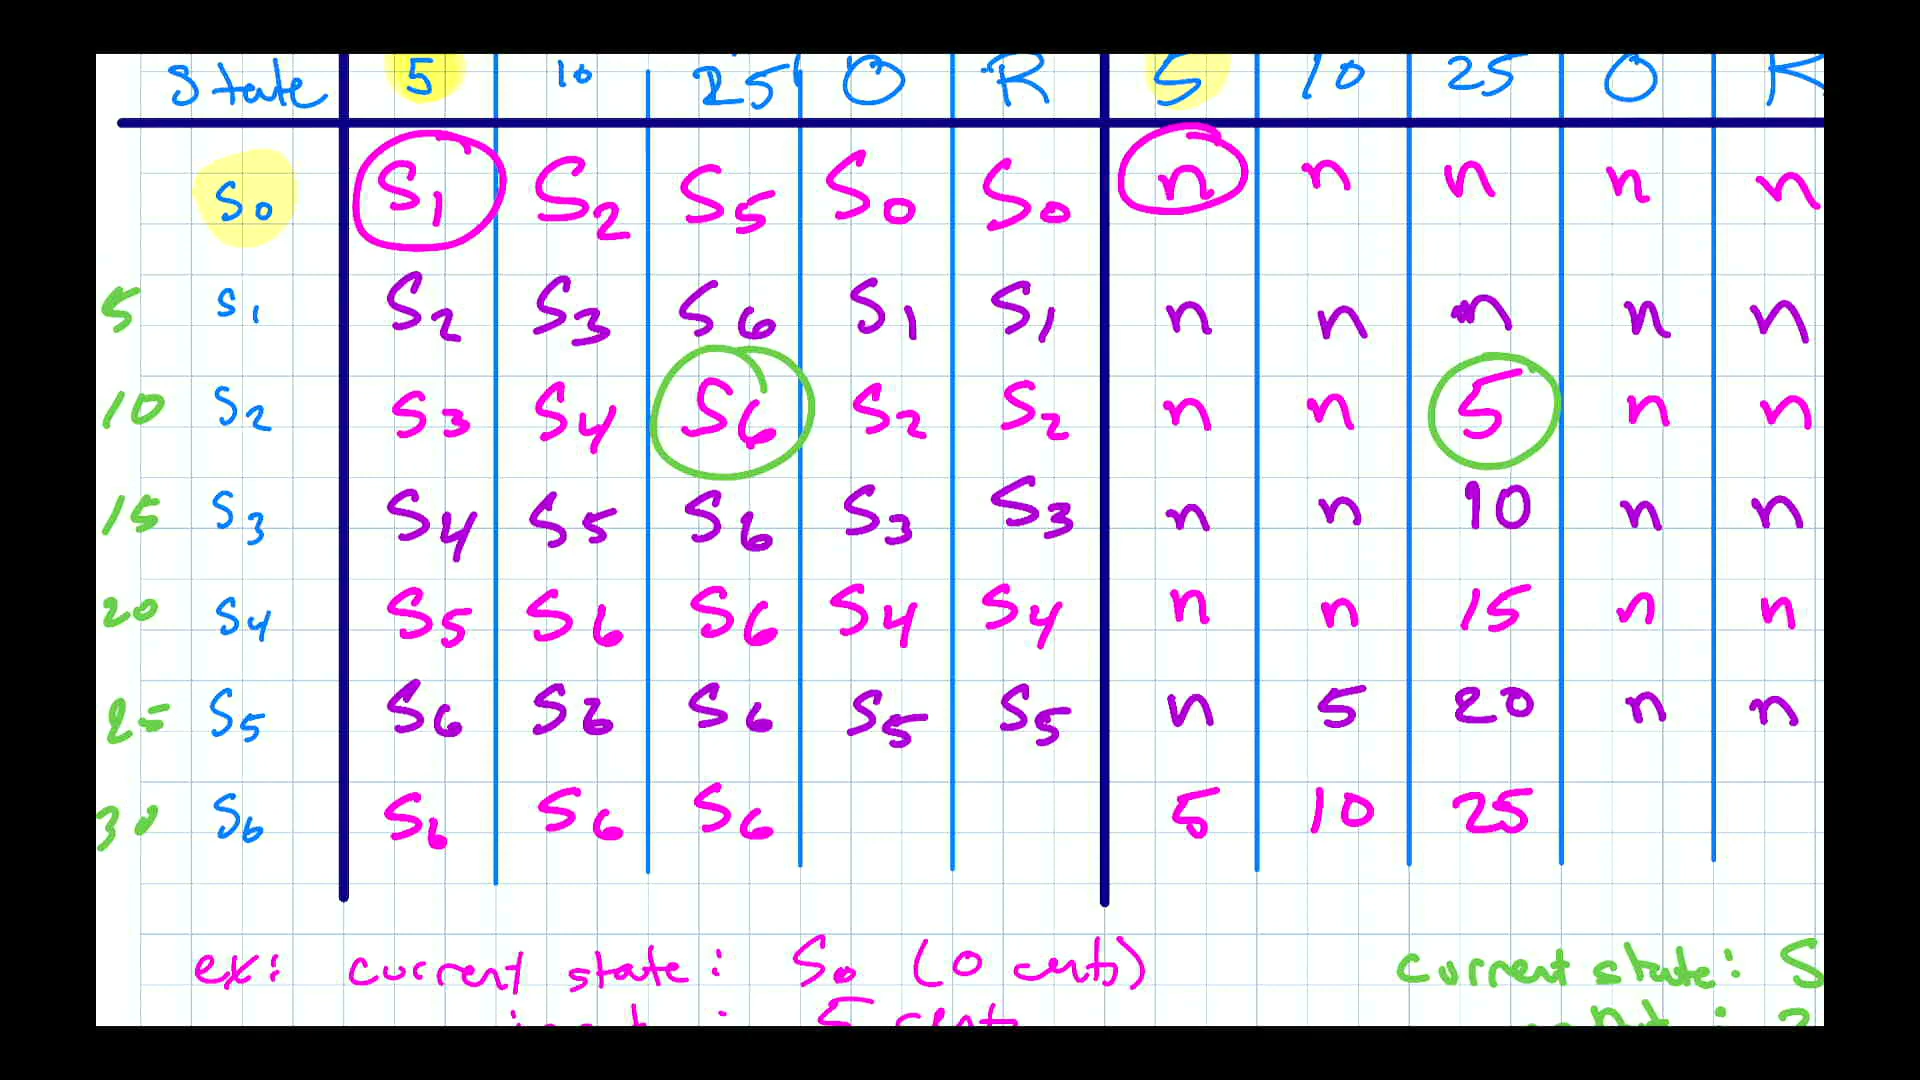 State 5 10 25 O R 5 10 25 O R
S0 S1 S2 S5 S0 S0 n n n n n
5 S1 S2 S3 S6 S1 S1 n n n n n
10 S2 S3 S4 S6 S2 S2 n n 5 n n
15 S3 S4 S5 S6 S3 S3 n n 10 n n
20 S4 S5 S6 S6 S4 S4 n n 15 n n
25 S5 S6 S6 S6 S5 S5 n 5 20 n n
30 S6 S6 S6 S6 5 10 25
ex: current state: S0 (0 cents) current state: S
: 5 cents :